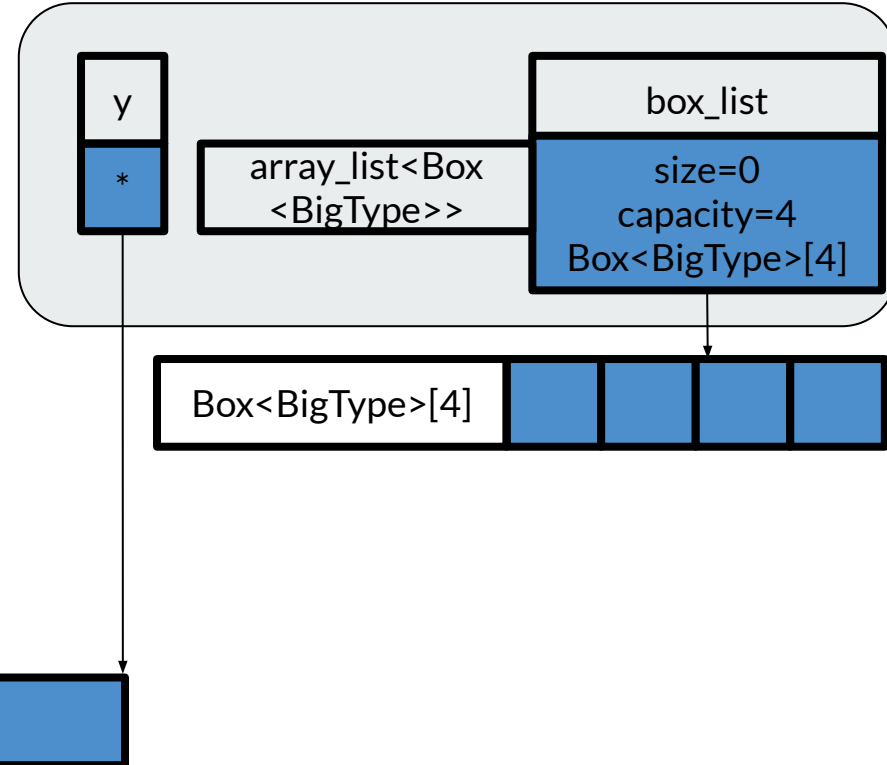 y
box_list
*
array_list<Box
<BigType>>
size=0
capacity=4
Box<BigType>[4]
Box<BigType>[4]